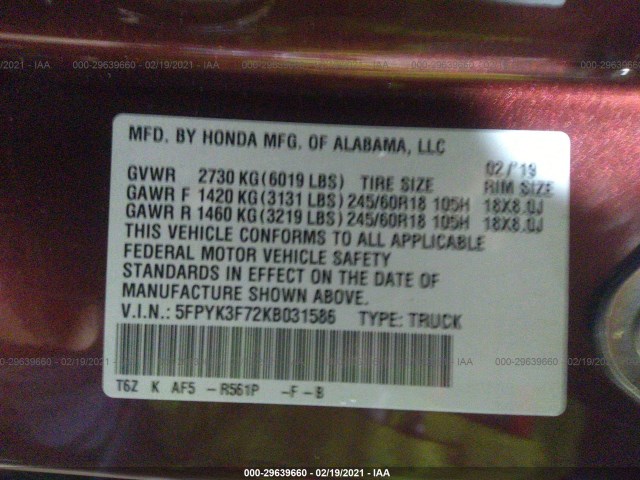 02/19/2021 - IAA
000-29639660 - 02/19/2021 - IAA
000-29639660 - 02/19/2021 - IAA
000-29639660 - 02/
MFD. BY HONDA MFG. OF ALABAMA, LLC
02/'19
GVWR 2730 KG(6019 LBS) TIRE SIZE RIM SIZE
GAWR F 1420 KG(3131 LBS)245/60R18 105H 18X8.0J
GAWR R 1460 KG(3219 LBS)245/60R18 105H 18X8.0J
THIS VEHICLE CONFORMS TO ALL APPLICABLE
FEDERAL MOTOR VEHICLE SAFETY
STANDARDS IN EFFECT ON THE DATE OF
MANUFACTURE SHOWN ABOVE.
V.I.N.: 5FPYK3F72KB031586 TYPE: TRUCK
02/19/2021 - IAA
000-29639660 - 02/19/2021 - IAA
000-29639660 - 02/19/2021 - IAA
000-29639660 - 02/
T6Z K AF5 -R561P -F-B
000-29639660 - 02/19/2021 - IAA